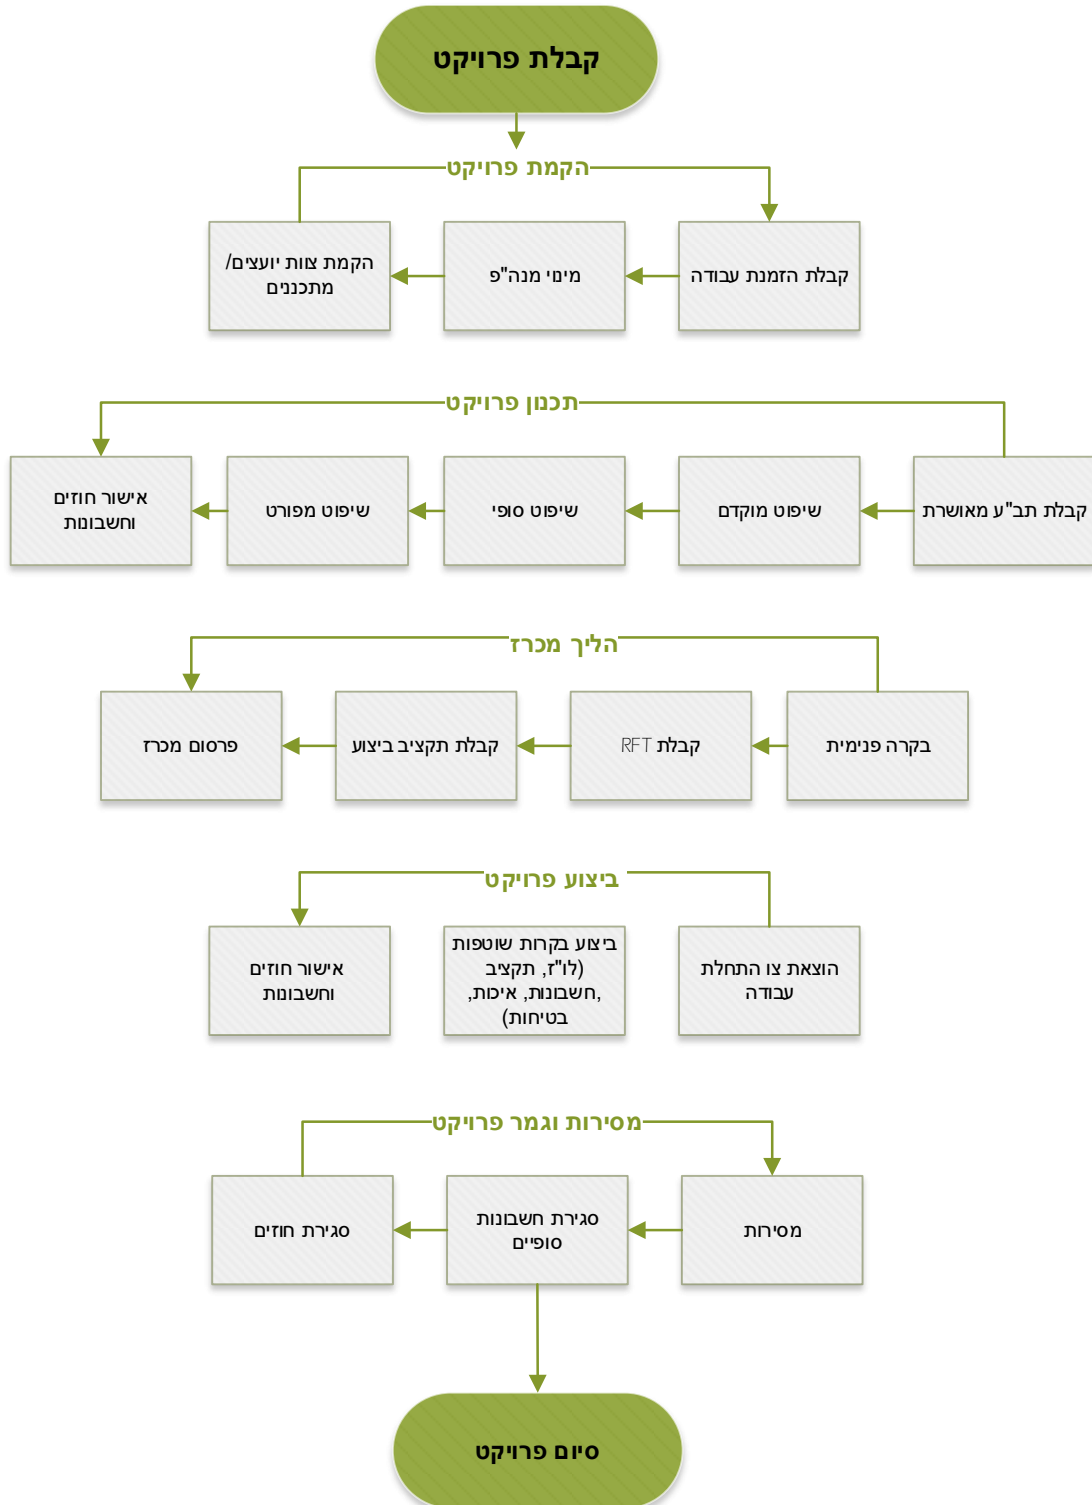 קבלת פרויקט
הקמת פרויקט
קבלת הזמנת עבודה
מינוי מנה"פ
הקמת צוות יועצים/
מתכננים
תכנון פרויקט
קבלת תב"ע מאושרת
שיפוט מוקדם
שיפוט סופי
שיפוט מפורט
אישור חוזים
וחשבונות
הליך מכרז
בקרה פנימית
קבלת RFT
קבלת תקציב ביצוע
פרסום מכרז
ביצוע פרויקט
הוצאת צו התחלת
עבודה
ביצוע בקרות שוטפות
(לו"ז, תקציב
,חשבונות, איכות,
בטיחות)
אישור חוזים
וחשבונות
מסירות וגמר פרויקט
מסירות
סגירת חשבונות
סופיים
סגירת חוזים
סיום פרויקט